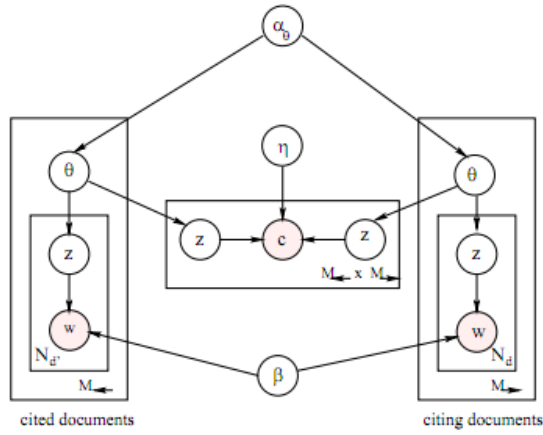 α_θ
θ η θ
z c z
M← x M→
z z
w w
N_d' N_d
β
M← M→
cited documents citing documents